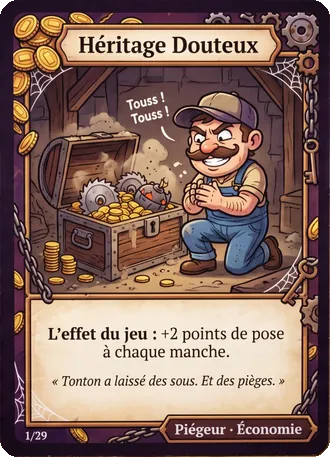 Héritage Douteux
Touss !
Touss !
L'effet du jeu : +2 points de pose
à chaque manche.
« Tonton a laissé des sous. Et des pièges. »
1/29
Piégeur · Économie